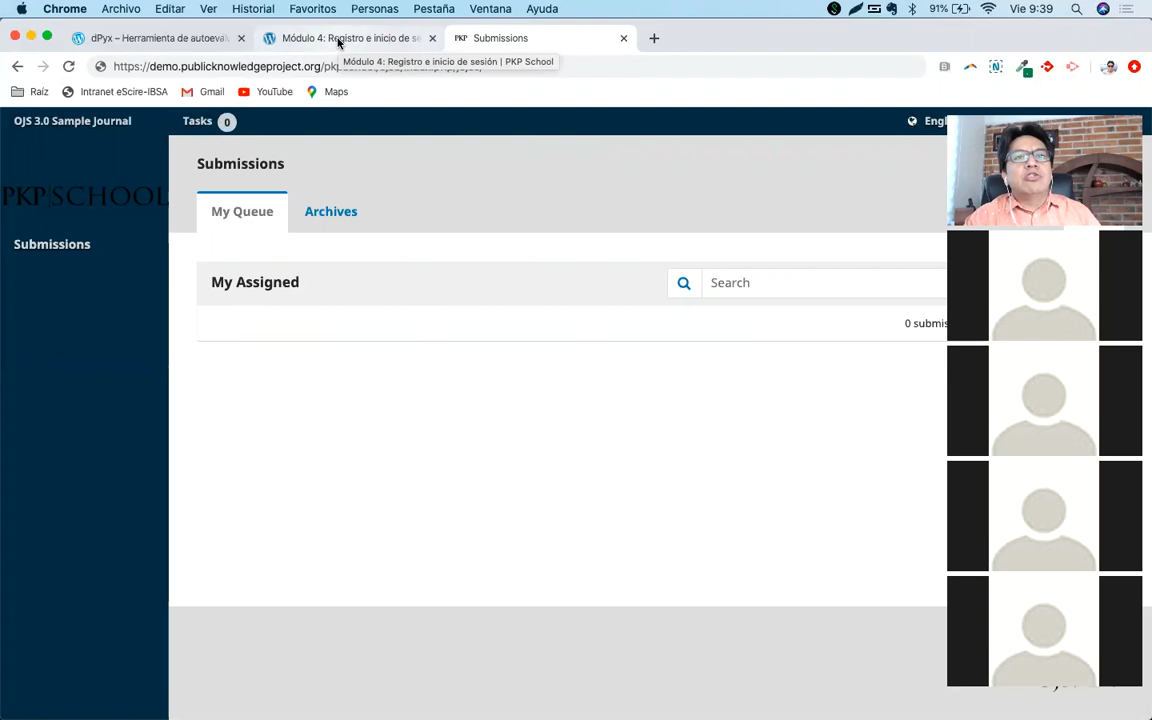 Chrome Archivo Editar Ver Historial Favoritos Personas Pestaña Ventana Ayuda 91% Vie 9:39
dPyx – Herramienta de autoevalu
Módulo 4: Registro e inicio de se
PKP Submissions
https://demo.publicknowledgeproject.org/pk
Módulo 4: Registro e inicio de sesión | PKP School
Raíz Intranet eScire-IBSA Gmail YouTube Maps
OJS 3.0 Sample Journal Tasks 0 Engl
Submissions
PKP|SCHOOL
My Queue Archives
Submissions
My Assigned Search
0 submis